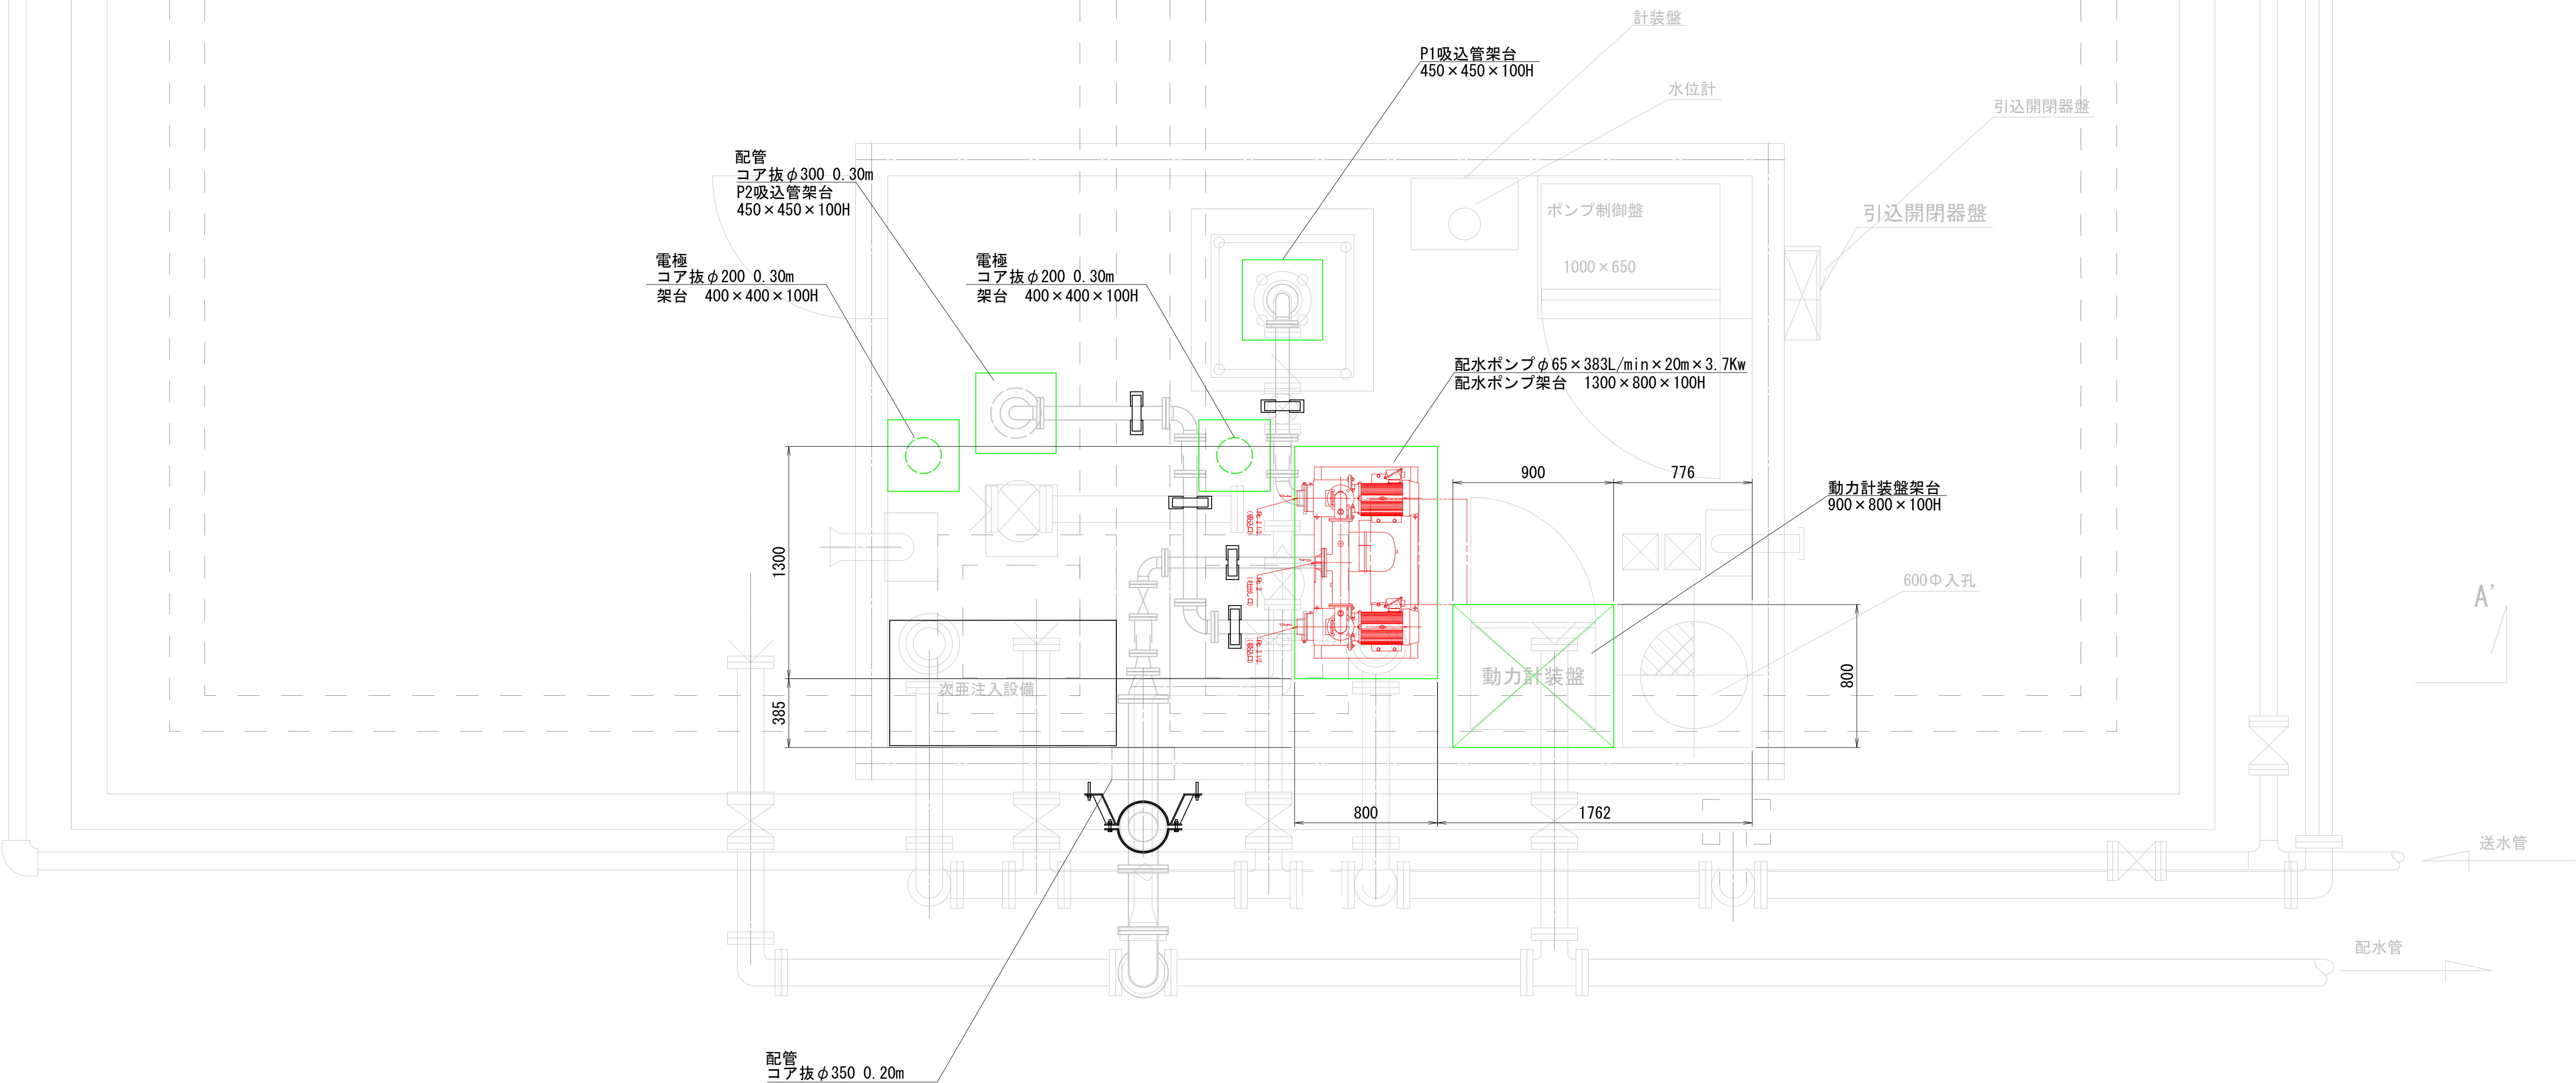 計装盤
P1吸込管架台
450×450×100H
水位計
引込開閉器盤
配管
コア抜φ300 0.30m
P2吸込管架台
450×450×100H
ポンプ制御盤
引込開閉器盤
電極
コア抜φ200 0.30m
架台 400×400×100H
電極
コア抜φ200 0.30m
架台 400×400×100H
1000×650
配水ポンプφ65×383L/min×20m×3.7Kw
配水ポンプ架台 1300×800×100H
900
776
動力計装盤架台
900×800×100H
1300
600Φ入孔
A'
動力計装盤
800
次亜注入設備
385
800
1762
送水管
配水管
配管
コア抜φ350 0.20m